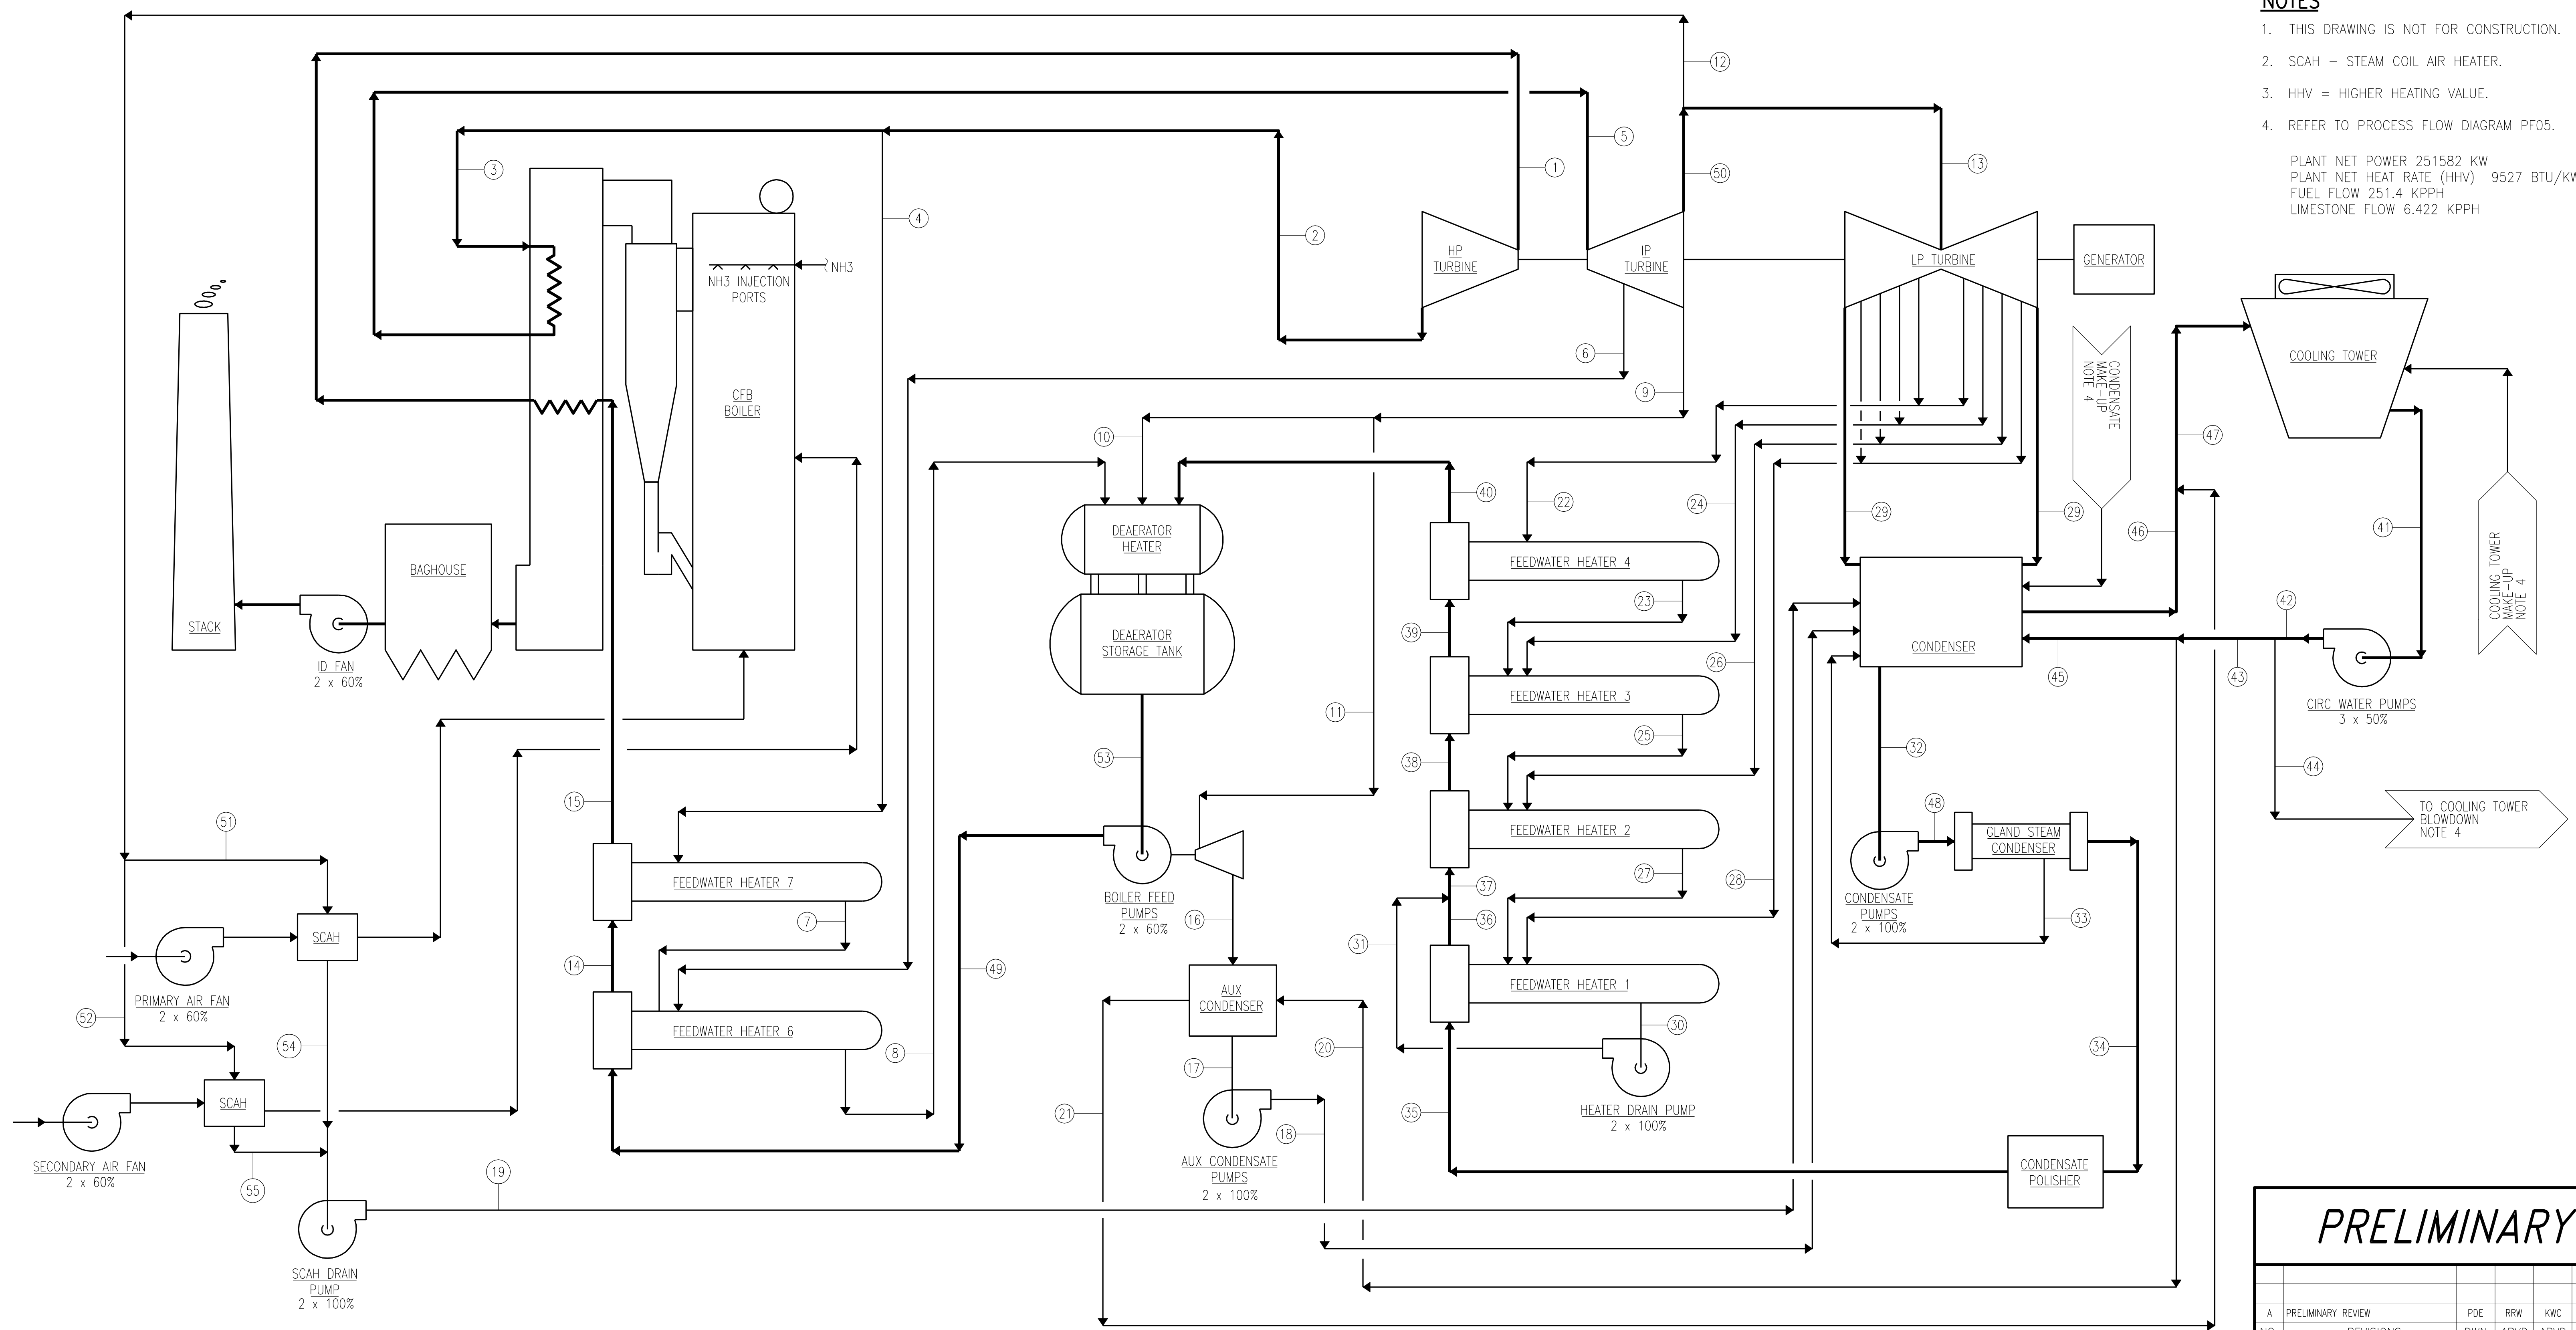 NOTES
1. THIS DRAWING IS NOT FOR CONSTRUCTION.
2. SCAH – STEAM COIL AIR HEATER.
3. HHV = HIGHER HEATING VALUE.
4. REFER TO PROCESS FLOW DIAGRAM PF05.
PLANT NET POWER 251582 KW
PLANT NET HEAT RATE (HHV) 9527 BTU/KW
FUEL FLOW 251.4 KPPH
LIMESTONE FLOW 6.422 KPPH
12
5
1
50
13
3
4
2
HP
TURBINE
IP
TURBINE
LP TURBINE
GENERATOR
NH3
NH3 INJECTION
PORTS
CFB
BOILER
6
9
10
CONDENSATE
MAKE-UP
NOTE 4
COOLING TOWER
47
40
22
24
29
29
46
41
COOLING TOWER
MAKE-UP
NOTE 4
STACK
BAGHOUSE
ID FAN
2 x 60%
DEAERATOR
HEATER
DEAERATOR
STORAGE TANK
FEEDWATER HEATER 4
23
39
26
FEEDWATER HEATER 3
25
38
11
53
CONDENSER
42
45
43
CIRC WATER PUMPS
3 x 50%
32
44
TO COOLING TOWER
BLOWDOWN
NOTE 4
15
51
FEEDWATER HEATER 2
27
28
37
36
31
48
GLAND STEAM
CONDENSER
CONDENSATE
PUMPS
2 x 100%
33
FEEDWATER HEATER 7
7
14
BOILER FEED
PUMPS
2 x 60%
16
49
SCAH
PRIMARY AIR FAN
2 x 60%
52
54
FEEDWATER HEATER 6
8
AUX
CONDENSER
17
20
FEEDWATER HEATER 1
30
34
SCAH
SECONDARY AIR FAN
2 x 60%
55
21
18
35
HEATER DRAIN PUMP
2 x 100%
AUX CONDENSATE
PUMPS
2 x 100%
CONDENSATE
POLISHER
19
SCAH DRAIN
PUMP
2 x 100%
PRELIMINARY
A PRELIMINARY REVIEW PDE RRW KWC